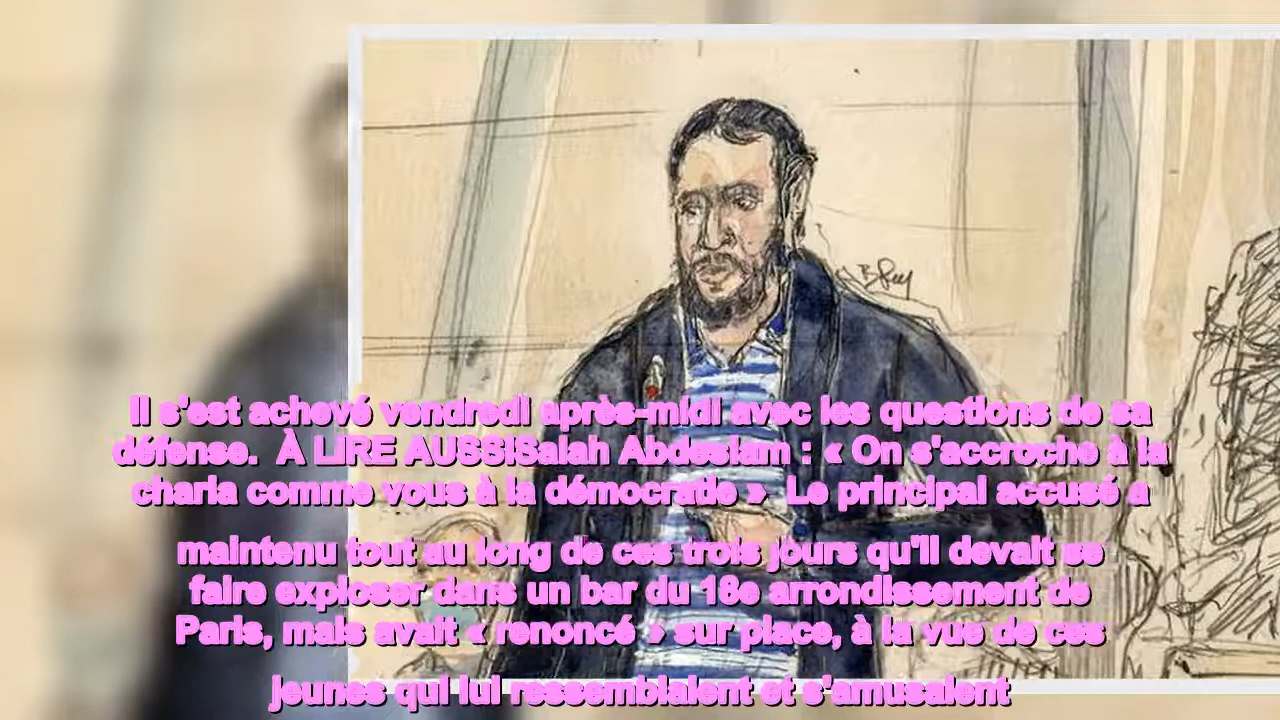 Il s'est achevé vendredi après-midi avec les questions de sa
défense. À LIRE AUSSISalah Abdeslam : « On s'accroche à la
charia comme vous à la démocratie » Le principal accusé a
maintenu tout au long de ces trois jours qu'il devait se
faire exploser dans un bar du 18e arrondissement de
Paris, mais avait « renoncé » sur place, à la vue de ces
jeunes qui lui ressemblaient et s'amusaient